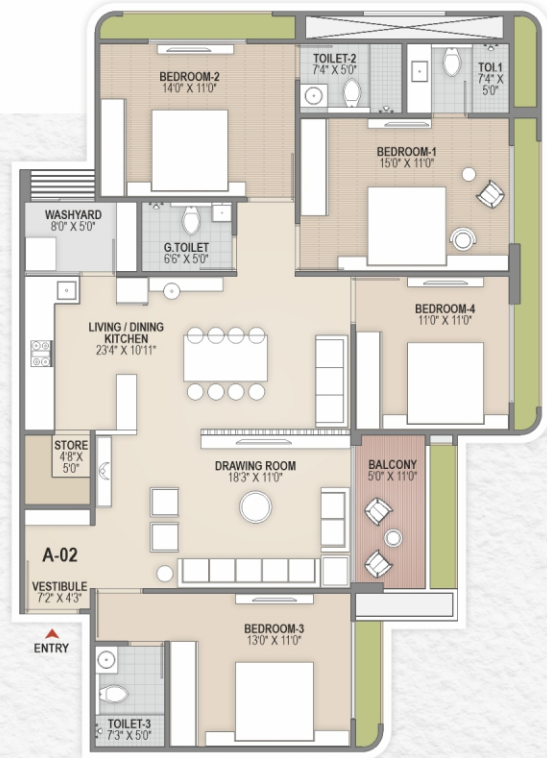 BEDROOM-2
14'0" X 11'0"
TOILET-2
7'4" X 5'0"
TOI.1
7'4" X
5'0"
BEDROOM-1
15'0" X 11'0"
WASHYARD
8'0" X 5'0"
G.TOILET
6'6" X 5'0"
LIVING / DINING
KITCHEN
23'4" X 10'11"
BEDROOM-4
11'0" X 11'0"
STORE
4'8"X
5'0"
DRAWING ROOM
18'3" X 11'0"
BALCONY
5'0" X 11'0"
A-02
VESTIBULE
7'2" X 4'3"
ENTRY
BEDROOM-3
13'0" X 11'0"
TOILET-3
7'3" X 5'0"